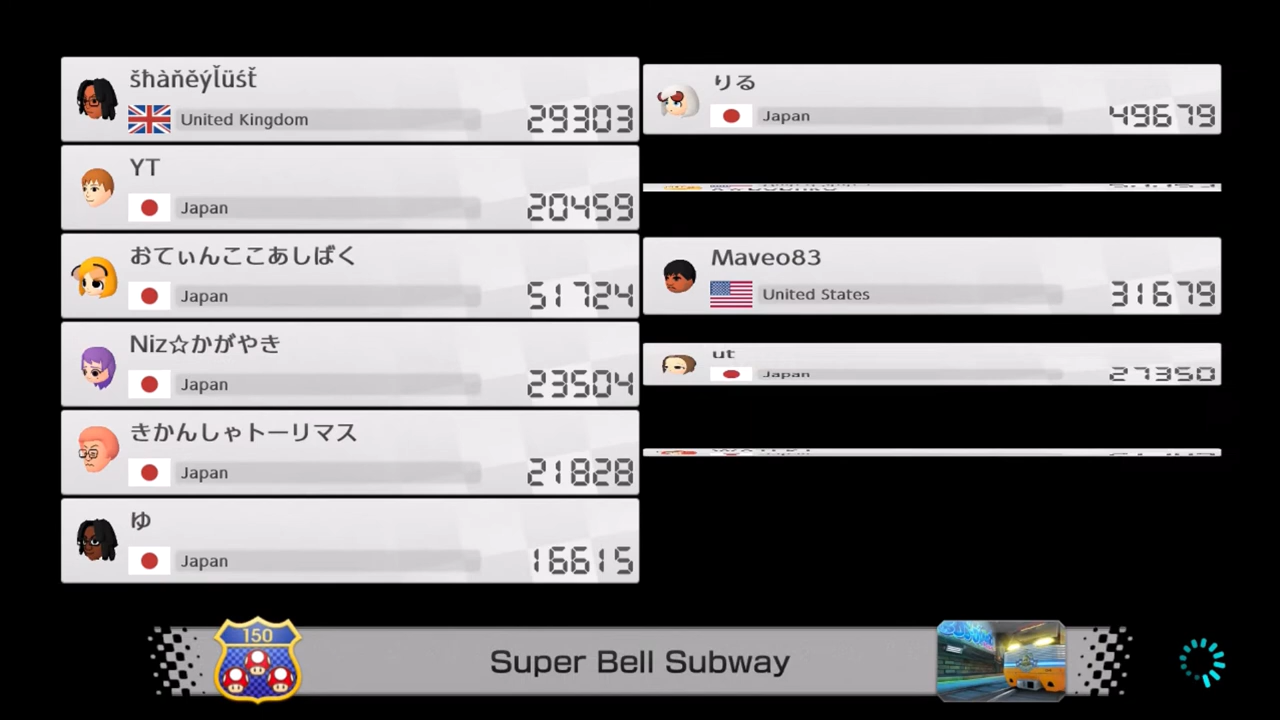 šħàňěýĽüśť
United Kingdom
29303
YT
Japan
20459
おてぃんここあしばく
Japan
51724
Niz☆かがやき
Japan
23504
きかんしゃトーリマス
Japan
21828
ゆ
Japan
16615
りる
Japan
49679
Maveo83
United States
31679
ut
Japan
27350
150
Super Bell Subway